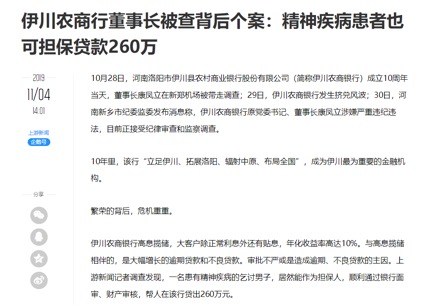 伊川农商行董事长被查背后个案：精神疾病患者也
可担保贷款260万
2019
11/04
14:01
上游新闻
企鹅号
分享
10月28日，河南洛阳市伊川县农村商业银行股份有限公司（简称伊川农商银行）成立10周年
当天，董事长康凤立在新郑机场被带走调查；29日，伊川农商银行发生挤兑风波；30日，河
南新乡市纪委监委发布消息称，伊川农商银行原党委书记、董事长康凤立涉嫌严重违纪违
法，目前正接受纪律审查和监察调查。
10年里，该行“立足伊川、拓展洛阳、辐射中原、布局全国”，成为伊川最为重要的金融机
构。
繁荣的背后，危机重重。
伊川农商银行高息揽储，大客户除正常利息外还有贴息，年化收益率高达10%。与高息揽
储相伴的，是大幅增长的逾期贷款和不良贷款。审批不严或是造成逾期、不良贷款的主因。上
游新闻记者调查发现，一名患有精神疾病的乞讨男子，居然能作为担保人，顺利通过银行面
审、财产审核，帮人在该行贷出260万元。